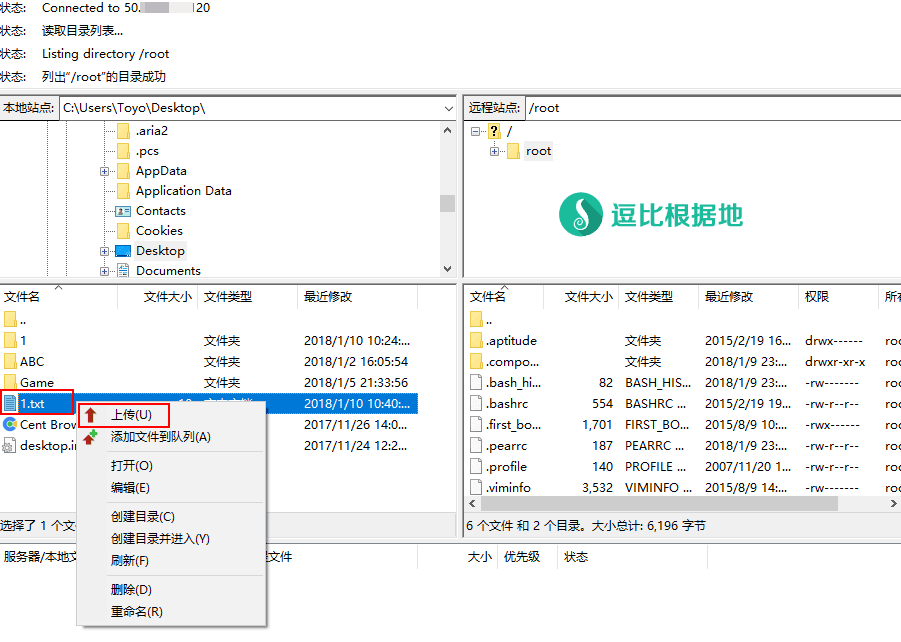 状态: Connected to 50. 120
状态: 读取目录列表...
状态: Listing directory /root
状态: 列出"/root"的目录成功
本地站点: C:\Users\Toyo\Desktop\
.aria2
.pcs
AppData
Application Data
Contacts
Cookies
Desktop
Documents
远程站点: /root
/
root
逗比根据地
文件名 文件大小 文件类型 最近修改
..
1 文件夹 2018/1/10 10:24:...
ABC 文件夹 2018/1/2 16:05:54
Game 文件夹 2018/1/5 21:33:56
1.txt 2018/1/10 10:40:...
Cent Brow 2017/11/26 14:0...
desktop.in 2017/11/24 12:2...
选择了 1 个文
上传(U)
添加文件到队列(A)
打开(O)
编辑(E)
创建目录(C)
创建目录并进入(Y)
刷新(F)
删除(D)
重命名(R)
文件名 文件大小 文件类型 最近修改 权限 所有
..
.aptitude 文件夹 2015/2/19 16... drwx------ roo
.compo... 文件夹 2018/1/9 23:... drwxr-xr-x roo
.bash_hi... 82 BASH_HIS... 2018/1/9 23:... -rw------- roo
.bashrc 554 BASHRC ... 2015/2/19 16... -rw-r--r-- roo
.first_bo... 1,701 FIRST_BO... 2015/8/9 10:... -rwx------ roo
.pearrc 187 PEARRC ... 2018/1/9 23:... -rw-r--r-- roo
.profile 140 PROFILE ... 2007/11/20 1... -rw-r--r-- roo
.viminfo 3,532 VIMINFO ... 2015/8/9 14:... -rw------- roo
6 个文件 和 2 个目录。大小总计: 6,196 字节
服务器/本地文 文件 大小 优先级 状态